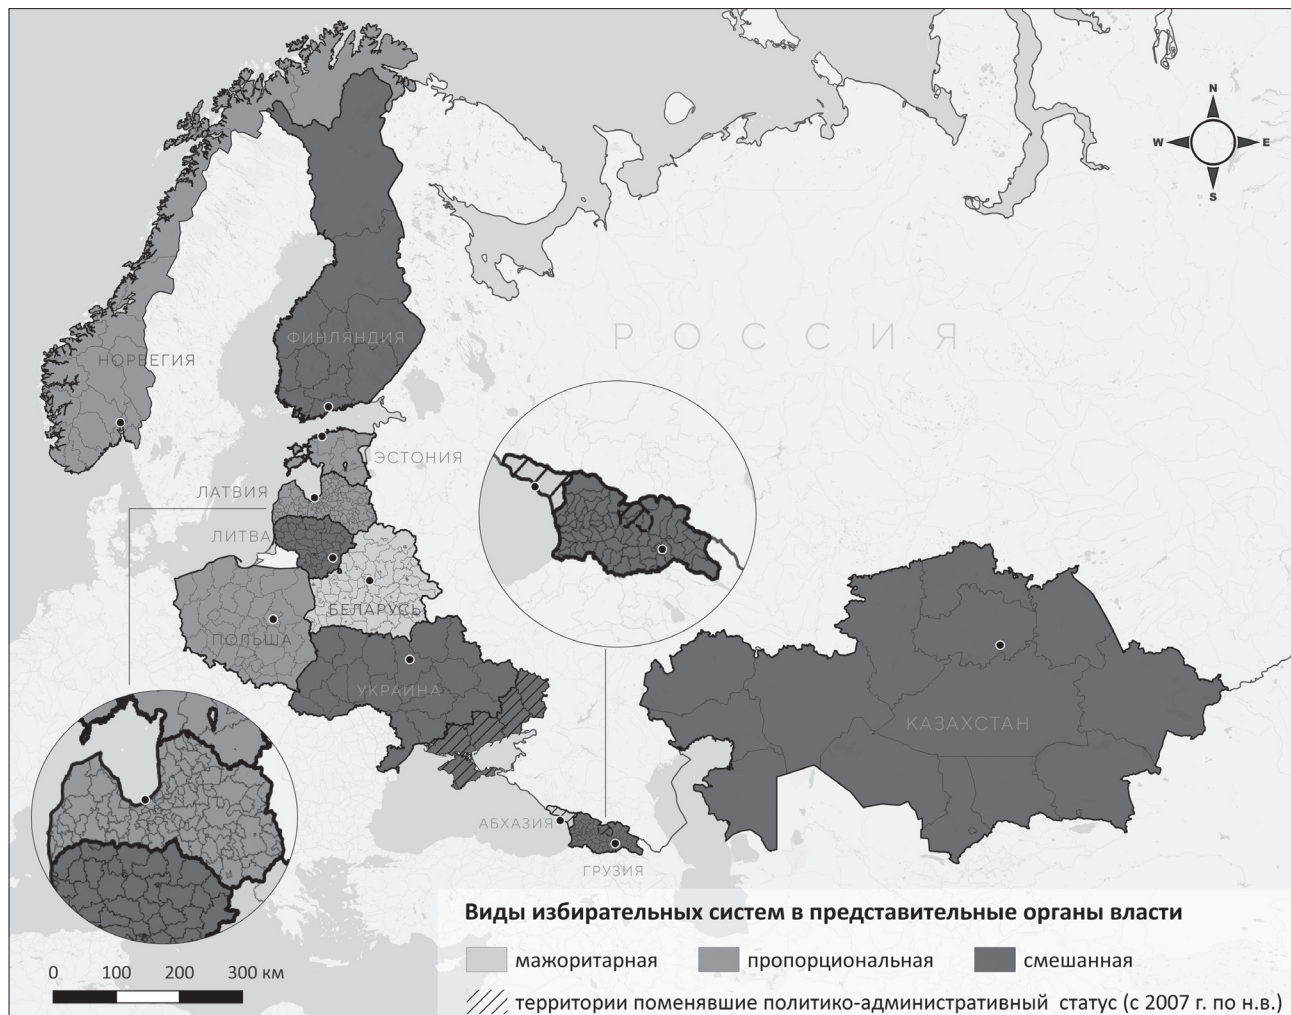 N
W E
S
РОССИЯ
ФИНЛЯНДИЯ
НОРВЕГИЯ
ЭСТОНИЯ
ЛАТВИЯ
ЛИТВА
БЕЛАРУСЬ
ПОЛЬША
УКРАИНА
КАЗАХСТАН
АБХАЗИЯ
ГРУЗИЯ
Виды избирательных систем в представительные органы власти
мажоритарная пропорциональная смешанная
территории поменявшие политико-административный статус (с 2007 г. по н.в.)
0 100 200 300 км